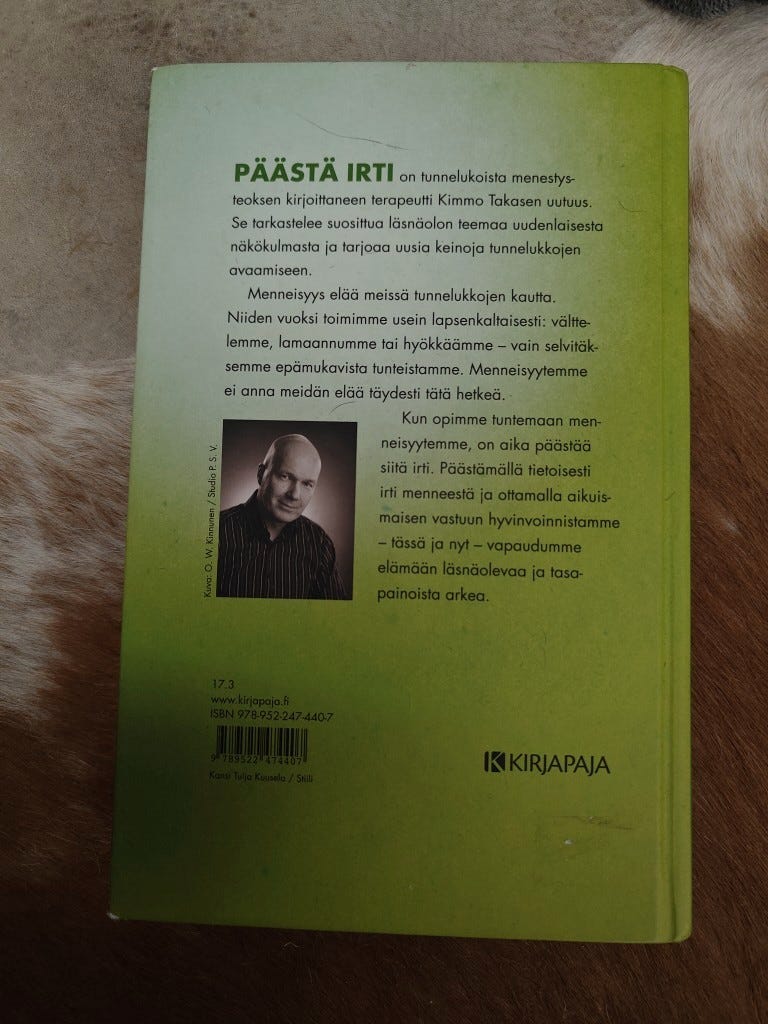 PÄÄSTÄ IRTI on tunnelukoista menestys-
teoksen kirjoittaneen terapeutti Kimmo Takasen uutuus.
Se tarkastelee suosittua läsnäolon teemaa uudenlaisesta
näkökulmasta ja tarjoaa uusia keinoja tunnelukkojen
avaamiseen.
Menneisyys elää meissä tunnelukkojen kautta.
Niiden vuoksi toimimme usein lapsenkaltaisesti: vältte-
lemme, lamaannumme tai hyökkäämme – vain selvitäk-
semme epämukavista tunteistamme. Menneisyytemme
ei anna meidän elää täydesti tätä hetkeä.
Kun opimme tuntemaan men-
neisyytemme, on aika päästää
siitä irti. Päästämällä tietoisesti
irti menneestä ja ottamalla aikuis-
maisen vastuun hyvinvoinnistamme
– tässä ja nyt – vapaudumme
elämään läsnäolevaa ja tasa-
painoista arkea.
Kuva: O. W. Kinnunen / Studio P. S. V.
17.3
www.kirjapaja.fi
ISBN 978-952-247-440-7
9 789522 474407
Kansi Tuija Kuusela / Stiili
KIRJAPAJA